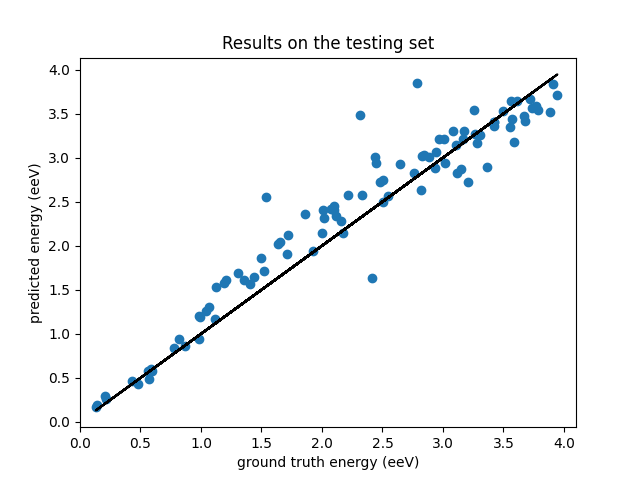 Results on the testing set
4.0
3.5
3.0
2.5
2.0
1.5
1.0
0.5
0.0
predicted energy (eeV)
0.0 0.5 1.0 1.5 2.0 2.5 3.0 3.5 4.0
ground truth energy (eeV)